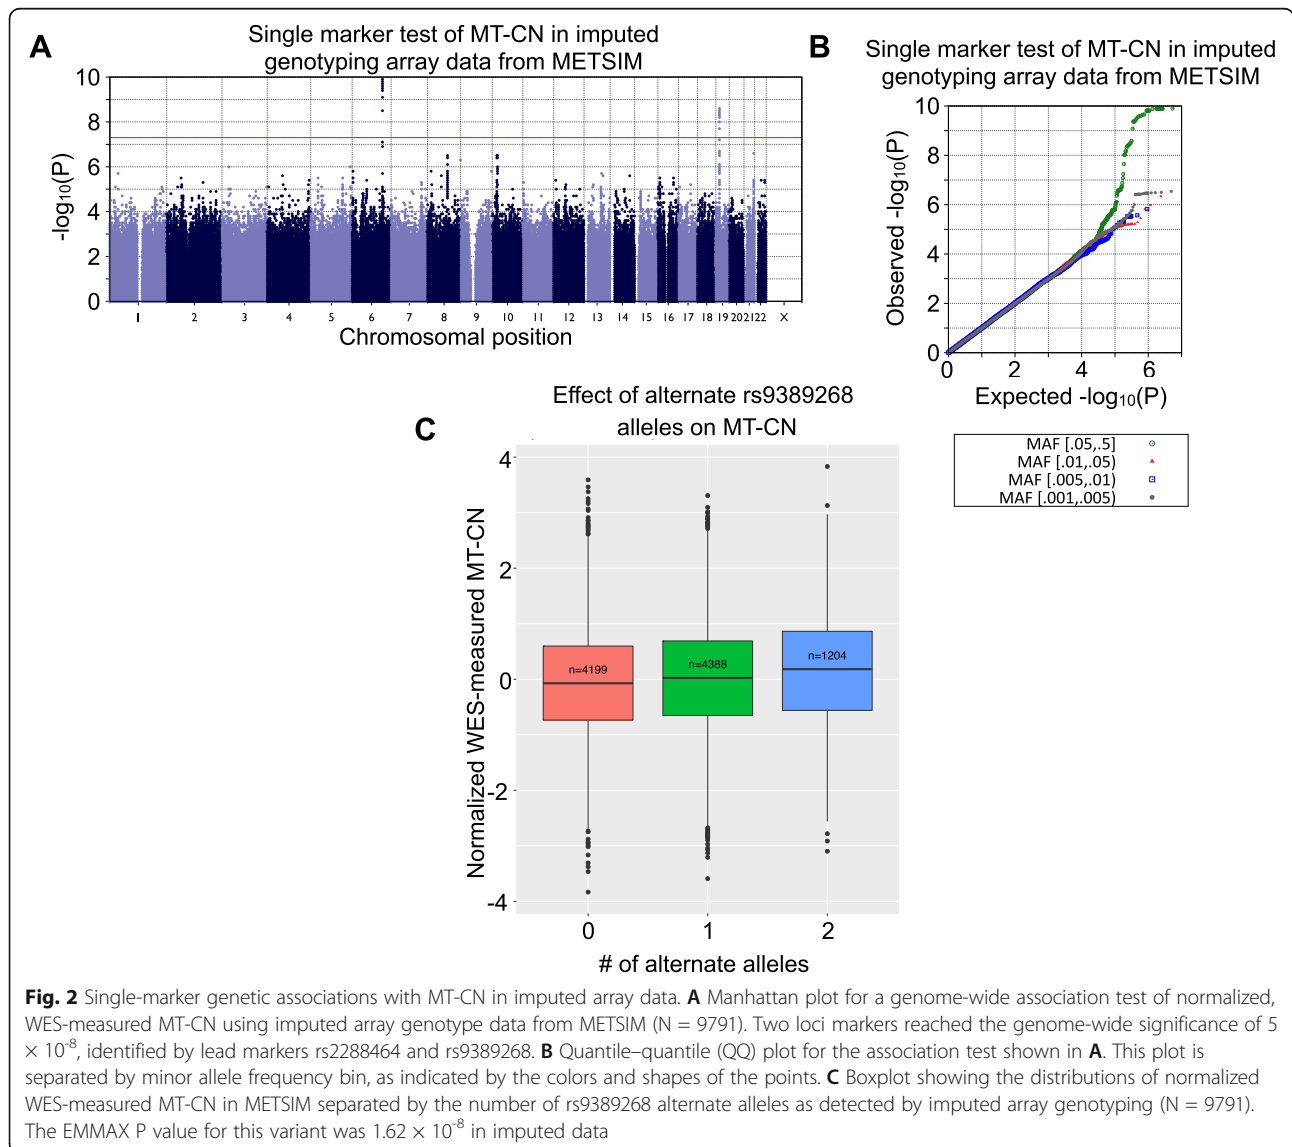 A
Single marker test of MT-CN in imputed
genotyping array data from METSIM
10
8
6
4
2
0
-log₁₀(P)
1 2 3 4 5 6 7 8 9 10 11 12 13 14 15 16 17 18 19 20 21 22 X
Chromosomal position
B
Single marker test of MT-CN in imputed
genotyping array data from METSIM
10
8
6
4
2
0
Observed -log₁₀(P)
0 2 4 6
Expected -log₁₀(P)
MAF [.05,.5]
MAF [.01,.05)
MAF [.005,.01)
MAF [.001,.005)
C
Effect of alternate rs9389268
alleles on MT-CN
4
2
0
-2
-4
Normalized WES-measured MT-CN
n=4199
n=4388
n=1204
0 1 2
# of alternate alleles
Fig. 2 Single-marker genetic associations with MT-CN in imputed array data. A Manhattan plot for a genome-wide association test of normalized,
WES-measured MT-CN using imputed array genotype data from METSIM (N = 9791). Two loci markers reached the genome-wide significance of 5
× 10⁻⁸, identified by lead markers rs2288464 and rs9389268. B Quantile–quantile (QQ) plot for the association test shown in A. This plot is
separated by minor allele frequency bin, as indicated by the colors and shapes of the points. C Boxplot showing the distributions of normalized
WES-measured MT-CN in METSIM separated by the number of rs9389268 alternate alleles as detected by imputed array genotyping (N = 9791).
The EMMAX P value for this variant was 1.62 × 10⁻⁸ in imputed data